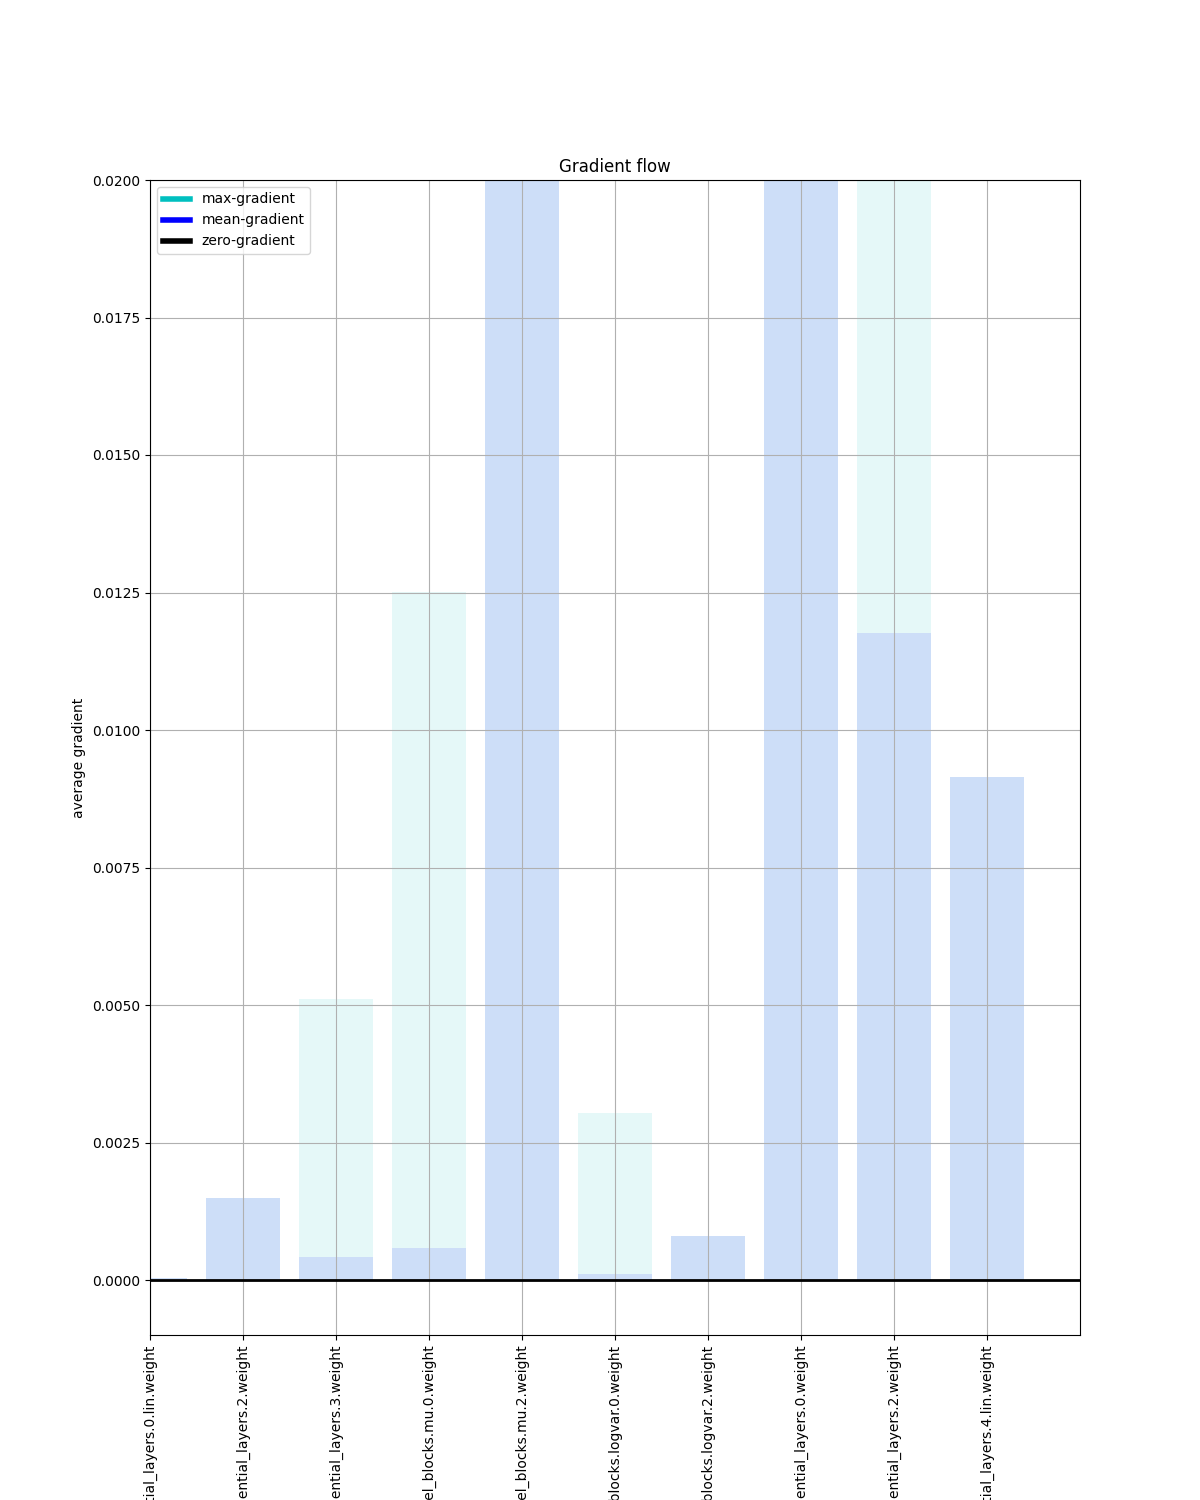 Gradient flow
max-gradient
mean-gradient
zero-gradient
0.0200
0.0175
0.0150
0.0125
0.0100
0.0075
0.0050
0.0025
0.0000
average gradient
tial_layers.0.lin.weight
ential_layers.2.weight
ential_layers.3.weight
el_blocks.mu.0.weight
el_blocks.mu.2.weight
blocks.logvar.0.weight
blocks.logvar.2.weight
ential_layers.0.weight
ential_layers.2.weight
tial_layers.4.lin.weight